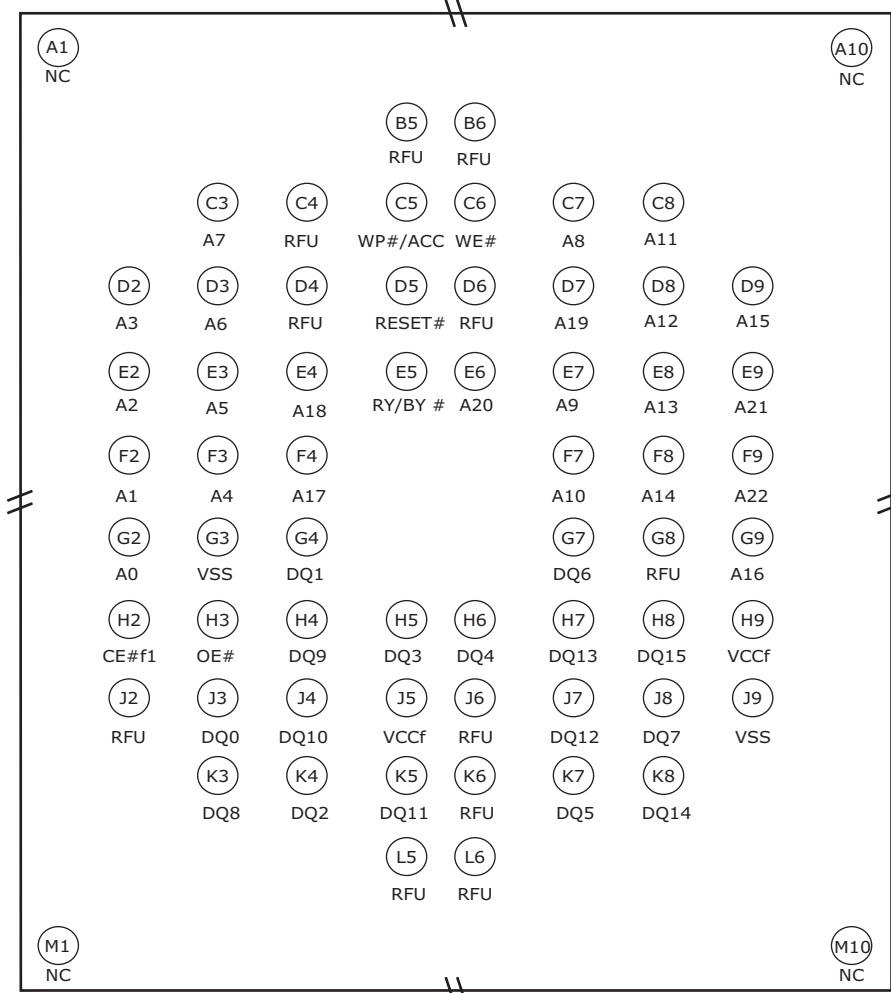 A1 A10
NC NC
B5 B6
RFU RFU
C3 C4 C5 C6 C7 C8
A7 RFU WP#/ACC WE# A8 A11
D2 D3 D4 D5 D6 D7 D8 D9
A3 A6 RFU RESET# RFU A19 A12 A15
E2 E3 E4 E5 E6 E7 E8 E9
A2 A5 A18 RY/BY # A20 A9 A13 A21
F2 F3 F4 F7 F8 F9
A1 A4 A17 A10 A14 A22
G2 G3 G4 G7 G8 G9
A0 VSS DQ1 DQ6 RFU A16
H2 H3 H4 H5 H6 H7 H8 H9
CE#f1 OE# DQ9 DQ3 DQ4 DQ13 DQ15 VCCf
J2 J3 J4 J5 J6 J7 J8 J9
RFU DQ0 DQ10 VCCf RFU DQ12 DQ7 VSS
K3 K4 K5 K6 K7 K8
DQ8 DQ2 DQ11 RFU DQ5 DQ14
L5 L6
RFU RFU
M1 M10
NC NC